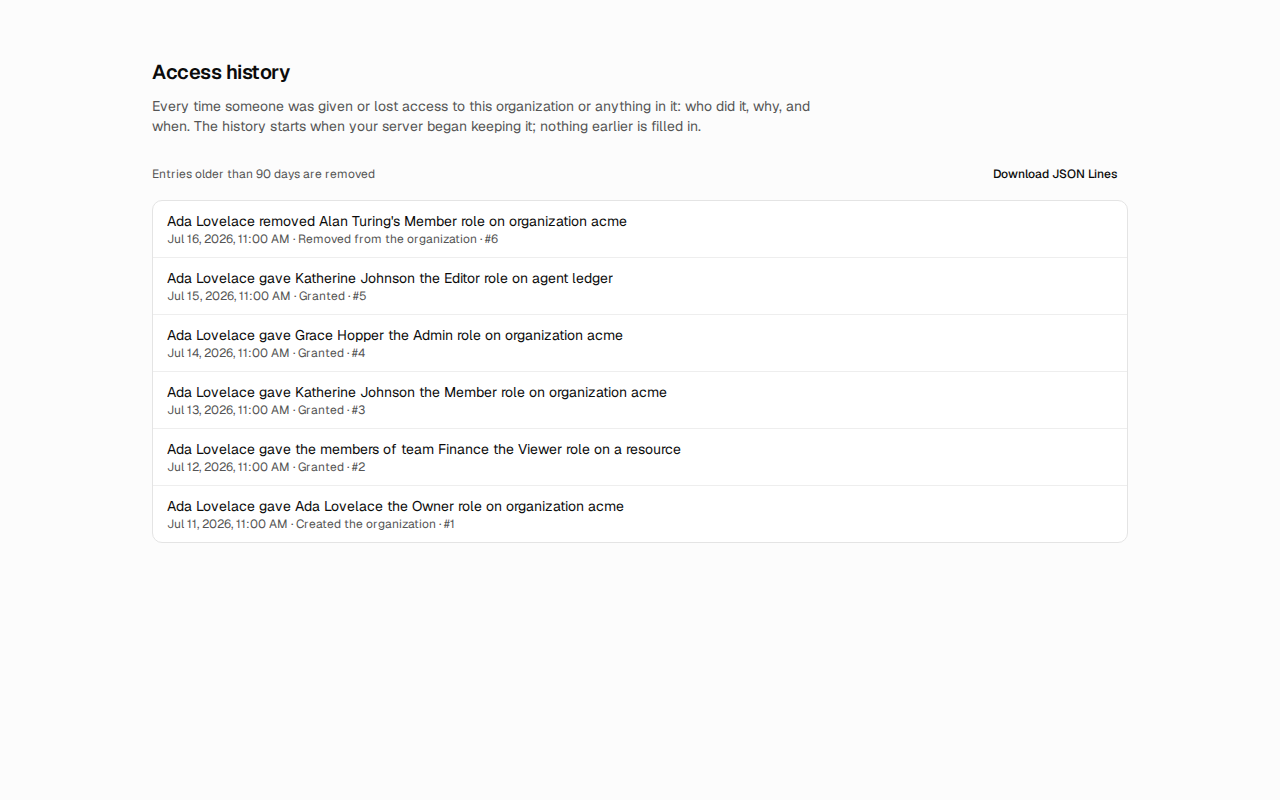 Access history
Every time someone was given or lost access to this organization or anything in it: who did it, why, and
when. The history starts when your server began keeping it; nothing earlier is filled in.
Entries older than 90 days are removed
Download JSON Lines
Ada Lovelace removed Alan Turing's Member role on organization acme
Jul 16, 2026, 11:00 AM · Removed from the organization · #6
Ada Lovelace gave Katherine Johnson the Editor role on agent ledger
Jul 15, 2026, 11:00 AM · Granted · #5
Ada Lovelace gave Grace Hopper the Admin role on organization acme
Jul 14, 2026, 11:00 AM · Granted · #4
Ada Lovelace gave Katherine Johnson the Member role on organization acme
Jul 13, 2026, 11:00 AM · Granted · #3
Ada Lovelace gave the members of team Finance the Viewer role on a resource
Jul 12, 2026, 11:00 AM · Granted · #2
Ada Lovelace gave Ada Lovelace the Owner role on organization acme
Jul 11, 2026, 11:00 AM · Created the organization · #1